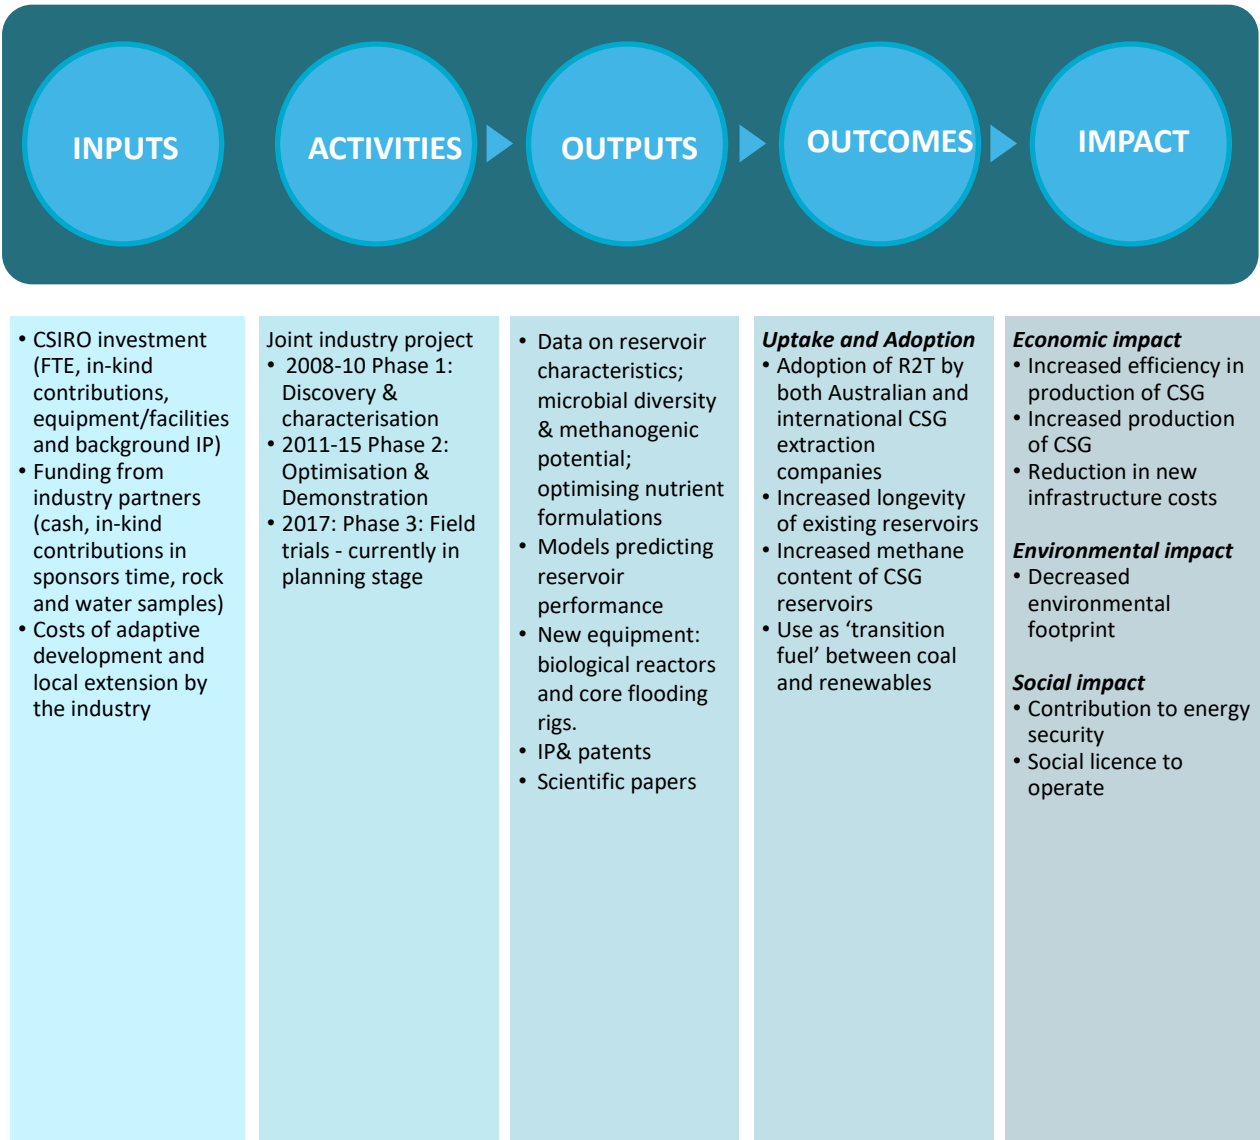 INPUTS
ACTIVITIES
OUTPUTS
OUTCOMES
IMPACT
• CSIRO investment
(FTE, in-kind
contributions,
equipment/facilities
and background IP)
• Funding from
industry partners
(cash, in-kind
contributions in
sponsors time, rock
and water samples)
• Costs of adaptive
development and
local extension by
the industry
Joint industry project
• 2008-10 Phase 1:
Discovery &
characterisation
• 2011-15 Phase 2:
Optimisation &
Demonstration
• 2017: Phase 3: Field
trials - currently in
planning stage
• Data on reservoir
characteristics;
microbial diversity
& methanogenic
potential;
optimising nutrient
formulations
• Models predicting
reservoir
performance
• New equipment:
biological reactors
and core flooding
rigs.
• IP& patents
• Scientific papers
Uptake and Adoption
• Adoption of R2T by
both Australian and
international CSG
extraction
companies
• Increased longevity
of existing reservoirs
• Increased methane
content of CSG
reservoirs
• Use as ‘transition
fuel’ between coal
and renewables
Economic impact
• Increased efficiency in
production of CSG
• Increased production
of CSG
• Reduction in new
infrastructure costs
Environmental impact
• Decreased
environmental
footprint
Social impact
• Contribution to energy
security
• Social licence to
operate